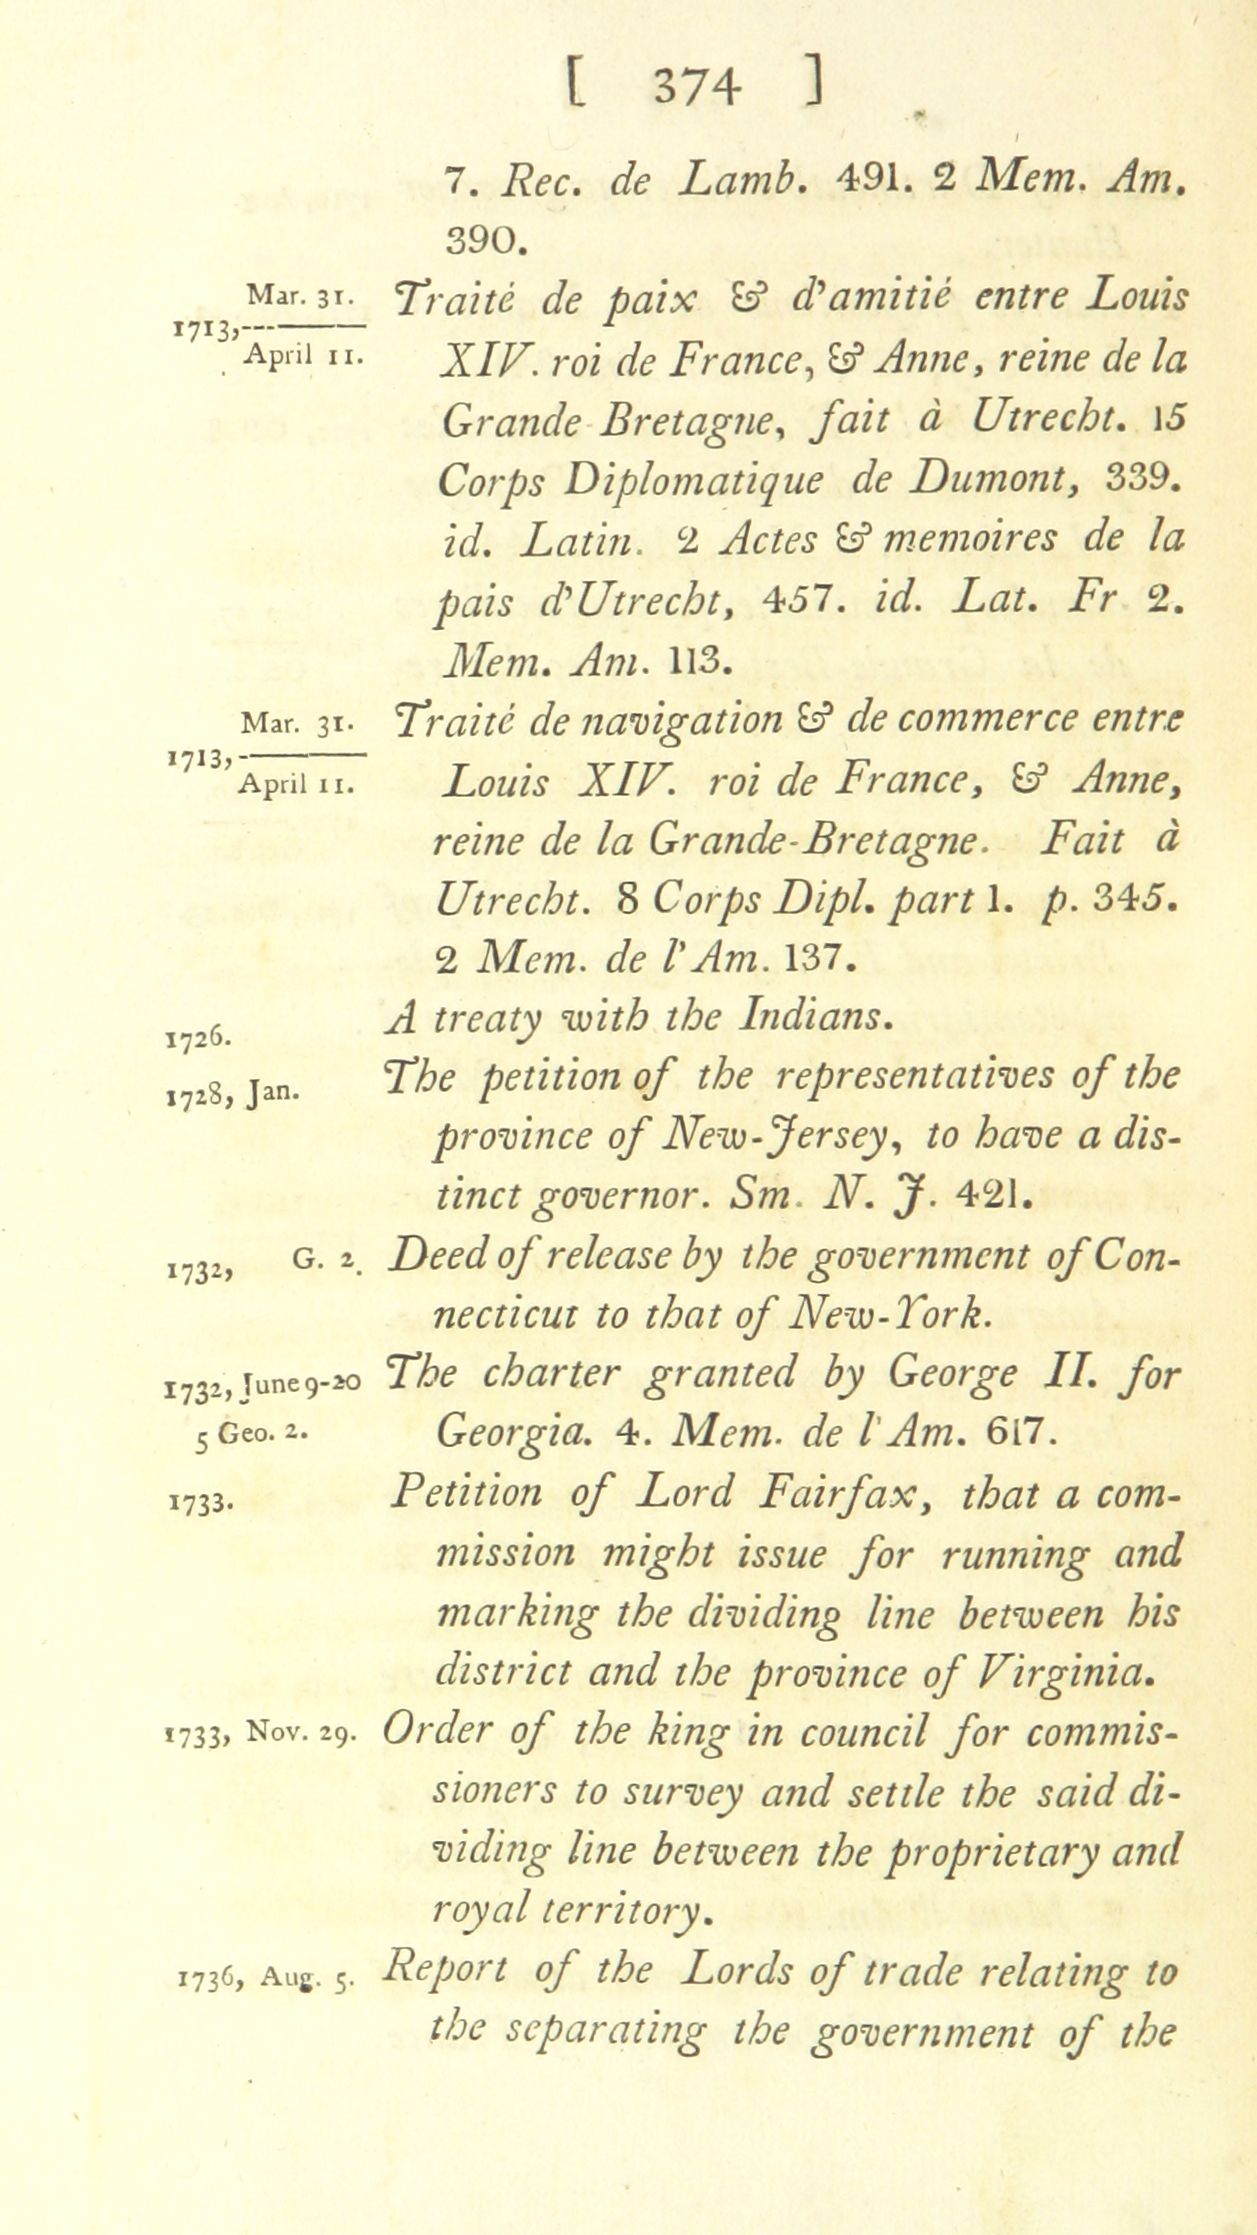 [ 374 ]
7. Rec. de Lamb. 491. 2 Mem. Am.
390.
Mar. 31.
1713,
April 11.
Traité de paix & d'amitié entre Louis
XIV. roi de France, & Anne, reine de la
Grande Bretagne, fait à Utrecht. 15
Corps Diplomatique de Dumont, 339.
id. Latin. 2 Actes & memoires de la
pais d'Utrecht, 457. id. Lat. Fr 2.
Mem. Am. 113.
Mar. 31.
1713,
April 11.
Traité de navigation & de commerce entre
Louis XIV. roi de France, & Anne,
reine de la Grande-Bretagne. Fait à
Utrecht. 8 Corps Dipl. part 1. p. 345.
2 Mem. de l'Am. 137.
1726. A treaty with the Indians.
1728, Jan. The petition of the representatives of the
province of New-Jersey, to have a dis-
tinct governor. Sm. N. J. 421.
1732, G. 2. Deed of release by the government of Con-
necticut to that of New-York.
1732, June 9-20 The charter granted by George II. for
5 Geo. 2. Georgia. 4. Mem. de l'Am. 617.
1733. Petition of Lord Fairfax, that a com-
mission might issue for running and
marking the dividing line between his
district and the province of Virginia.
1733, Nov. 29. Order of the king in council for commis-
sioners to survey and settle the said di-
viding line between the proprietary and
royal territory.
1736, Aug. 5. Report of the Lords of trade relating to
the separating the government of the